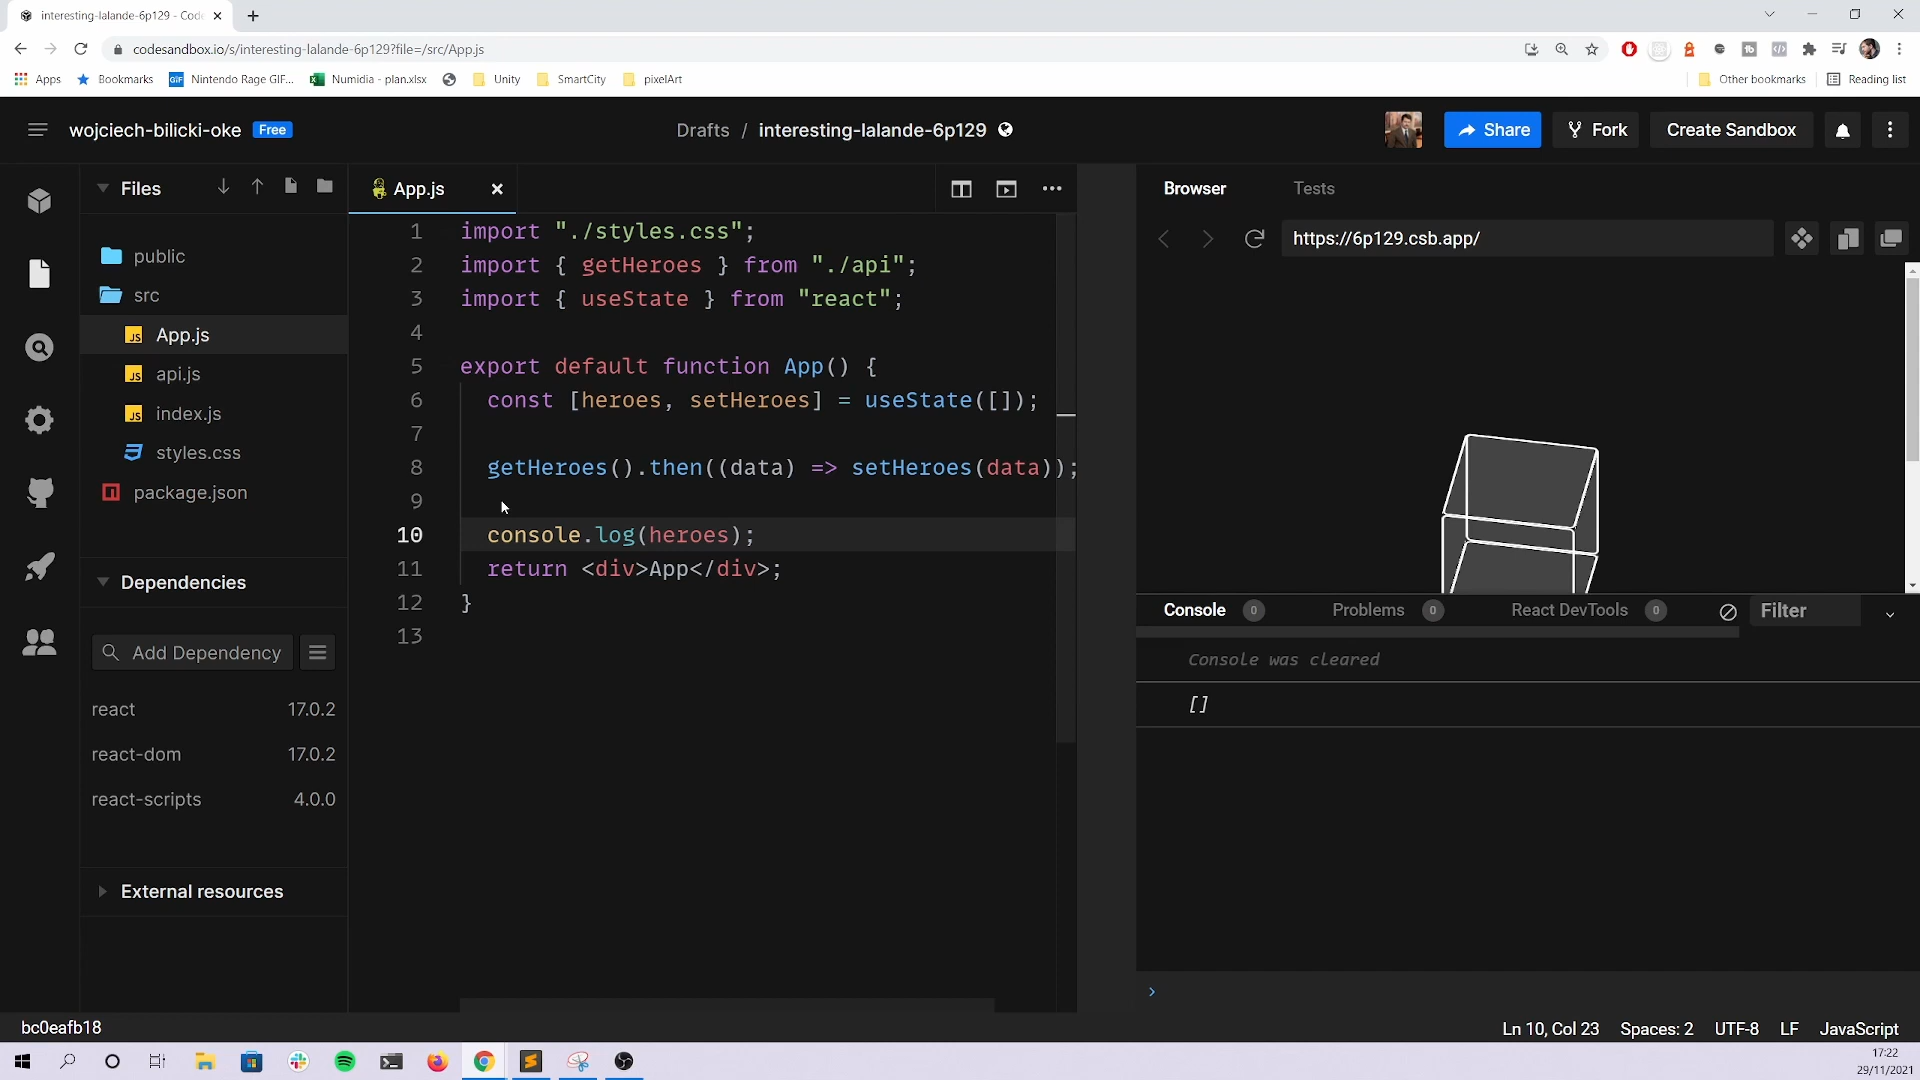 interesting-lalande-6p129 - Code
codesandbox.io/s/interesting-lalande-6p129?file=/src/App.js
Apps
Bookmarks
GIF
Nintendo Rage GIF...
Numidia - plan.xlsx
Unity
SmartCity
pixelArt
Other bookmarks
Reading list
wojciech-bilicki-oke
Free
Drafts / interesting-lalande-6p129
Share
Fork
Create Sandbox
Files
public
src
JS App.js
JS api.js
JS index.js
styles.css
package.json
Dependencies
Add Dependency
react 17.0.2
react-dom 17.0.2
react-scripts 4.0.0
External resources
App.js
1 import "./styles.css";
2 import { getHeroes } from "./api";
3 import { useState } from "react";
4
5 export default function App() {
6 const [heroes, setHeroes] = useState([]);
7
8 getHeroes().then((data) => setHeroes(data));
9
10 console.log(heroes);
11 return <div>App</div>;
12 }
13
Browser
Tests
https://6p129.csb.app/
Console 0
Problems 0
React DevTools 0
Filter
Console was cleared
[]
bc0eafb18
Ln 10, Col 23
Spaces: 2
UTF-8
LF
JavaScript
17:22
29/11/2021